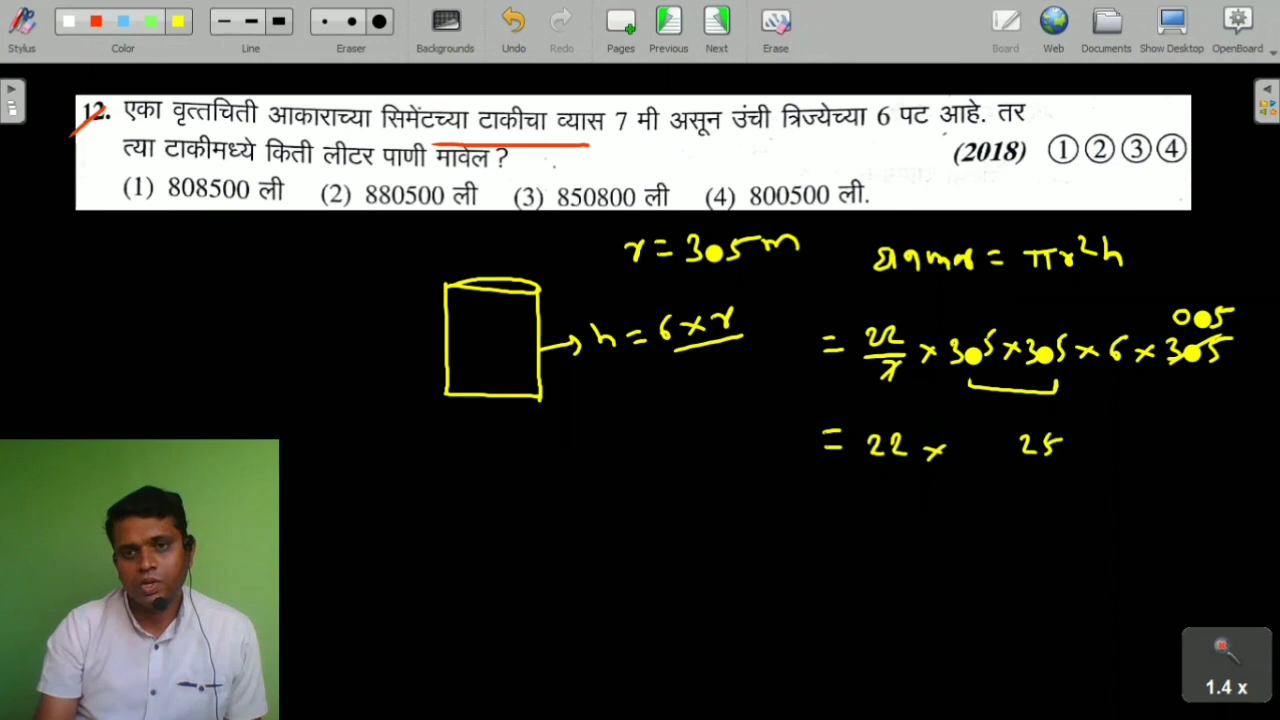 Stylus Color Line Eraser Backgrounds Undo Redo Pages Previous Next Erase Board Web Documents Show Desktop OpenBoard
12. एका वृत्तचिती आकाराच्या सिमेंटच्या टाकीचा व्यास 7 मी असून उंची त्रिज्येच्या 6 पट आहे. तर
त्या टाकीमध्ये किती लीटर पाणी मावेल ? (2018) ① ② ③ ④
(1) 808500 ली (2) 880500 ली (3) 850800 ली (4) 800500 ली.
r = 3.5 m
= πr²h
h = 6 × r
0.5
= 22/7 × 3.5 × 3.5 × 6 × 3.5
= 22 × 25
1.4 x